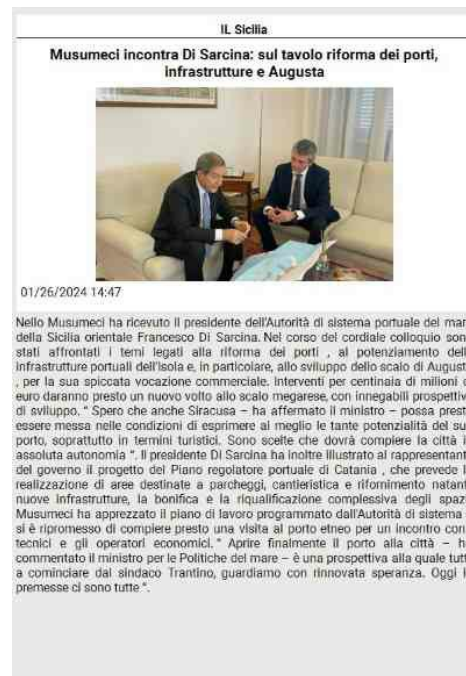 IL Sicilia
Musumeci incontra Di Sarcina: sul tavolo riforma dei porti,
infrastrutture e Augusta
01/26/2024 14:47
Nello Musumeci ha ricevuto il presidente dell'Autorità di sistema portuale del mar
della Sicilia orientale Francesco Di Sarcina. Nel corso del cordiale colloquio son
stati affrontati i temi legati alla riforma dei porti , al potenziamento dell
infrastrutture portuali dell'isola e, in particolare, allo sviluppo dello scalo di August
, per la sua spiccata vocazione commerciale. Interventi per centinaia di milioni
euro daranno presto un nuovo volto allo scalo megarese, con innegabili prospettiv
di sviluppo. " Spero che anche Siracusa – ha affermato il ministro – possa prest
essere messa nelle condizioni di esprimere al meglio le tante potenzialità del su
porto, soprattutto in termini turistici. Sono scelte che dovrà compiere la città i
assoluta autonomia ". Il presidente Di Sarcina ha inoltre illustrato al rappresentant
del governo il progetto del Piano regolatore portuale di Catania , che prevede l
realizzazione di aree destinate a parcheggi, cantieristica e rifornimento natant
nuove infrastrutture, la bonifica e la riqualificazione complessiva degli spaz
Musumeci ha apprezzato il piano di lavoro programmato dall'Autorità di sistema
si è ripromesso di compiere presto una visita al porto etneo per un incontro con
tecnici e gli operatori economici. " Aprire finalmente il porto alla città – h
commentato il ministro per le Politiche del mare – è una prospettiva alla quale tutt
a cominciare dal sindaco Trantino, guardiamo con rinnovata speranza. Oggi l
premesse ci sono tutte ".